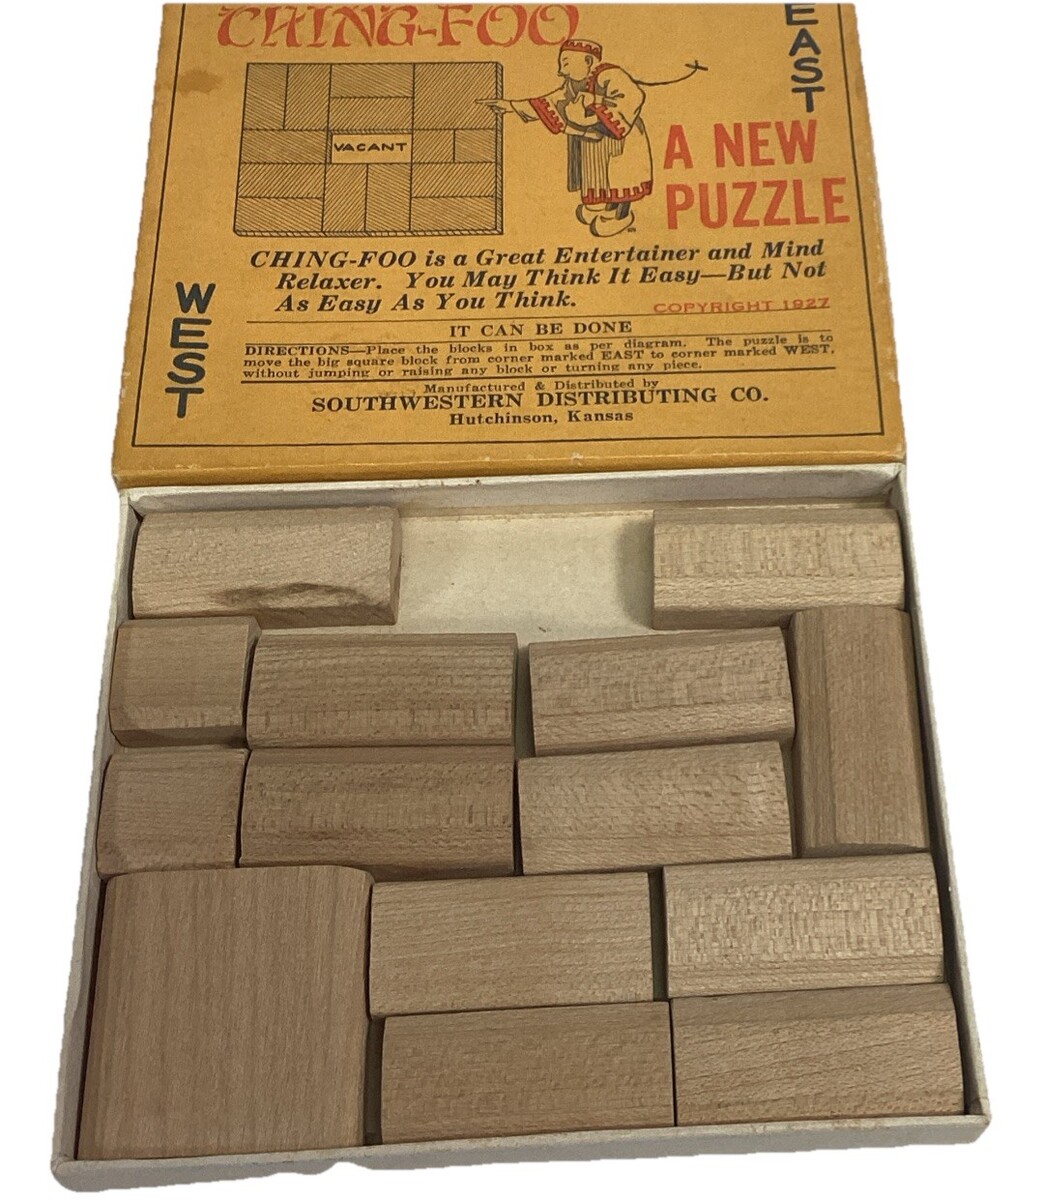 CHING-FOO
EAST
VACANT
A NEW
PUZZLE
CHING-FOO is a Great Entertainer and Mind
Relaxer. You May Think It Easy—But Not
As Easy As You Think.
COPYRIGHT 1927
WEST
IT CAN BE DONE
DIRECTIONS—Place the blocks in box as per diagram. The puzzle is to
move the big square block from corner marked EAST to corner marked WEST,
without jumping or raising any block or turning any piece.
Manufactured & Distributed by
SOUTHWESTERN DISTRIBUTING CO.
Hutchinson, Kansas